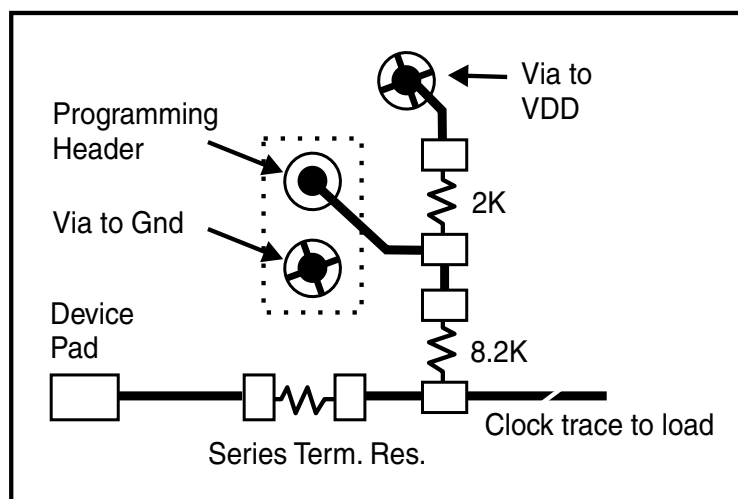 Via to
VDD
Programming
Header
2K
Via to Gnd
Device
Pad
8.2K
Clock trace to load
Series Term. Res.